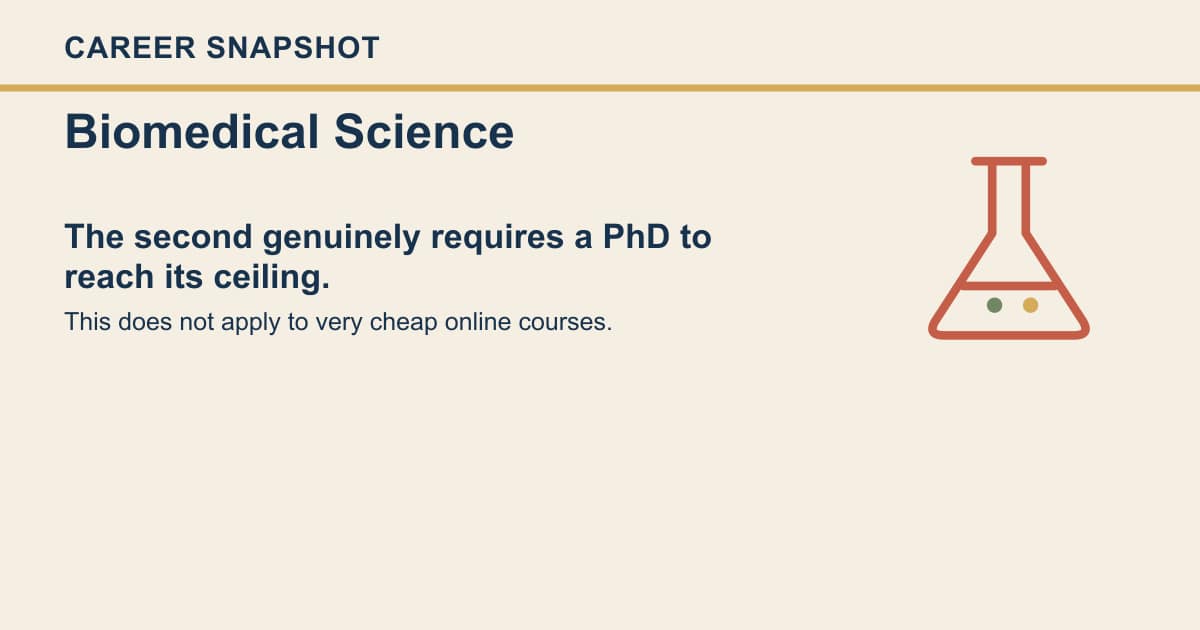 CAREER SNAPSHOT
Biomedical Science
The second genuinely requires a PhD to
reach its ceiling.
This does not apply to very cheap online courses.